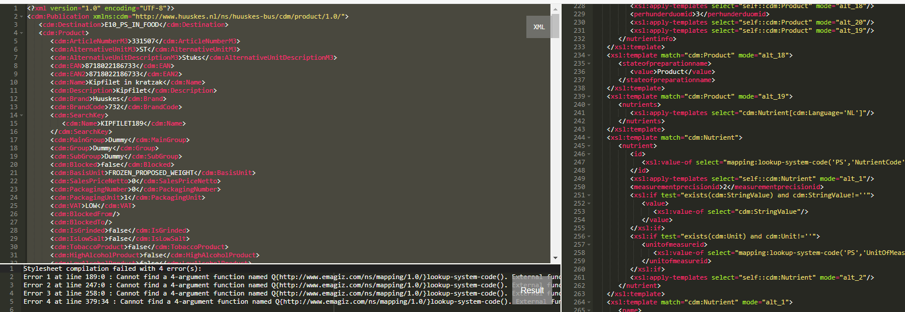 1 <?xml version="1.0" encoding="UTF-8"?>
2 <cdm:Publication xmlns:cdm="http://www.huuskes.nl/ns/huuskes-bus/cdm/product/1.0/">
3 <cdm:Destination>E10_PS_IN_FOOD</cdm:Destination>
4 <cdm:Product>
5 <cdm:ArticleNumberM3>331507</cdm:ArticleNumberM3>
6 <cdm:AlternativeUnitM3>ST</cdm:AlternativeUnitM3>
7 <cdm:AlternativeUnitDescriptionM3>Stuks</cdm:AlternativeUnitDescriptionM3>
8 <cdm:EAN>8718022186733</cdm:EAN>
9 <cdm:EAN2>8718022186733</cdm:EAN2>
10 <cdm:Name>Kipfilet in kratzak</cdm:Name>
11 <cdm:Description>Kipfilet</cdm:Description>
12 <cdm:Brand>Huuskes</cdm:Brand>
13 <cdm:BrandCode>732</cdm:BrandCode>
14 <cdm:SearchKey>
15 <cdm:Name>KIPFILET189</cdm:Name>
16 </cdm:SearchKey>
17 <cdm:MainGroup>Dummy</cdm:MainGroup>
18 <cdm:Group>Dummy</cdm:Group>
19 <cdm:SubGroup>Dummy</cdm:SubGroup>
20 <cdm:Blocked>false</cdm:Blocked>
21 <cdm:BasisUnit>FROZEN_PROPOSED_WEIGHT</cdm:BasisUnit>
22 <cdm:SalesPriceNetto>0</cdm:SalesPriceNetto>
23 <cdm:PackagingNumber>0</cdm:PackagingNumber>
24 <cdm:PackagingUnit>1</cdm:PackagingUnit>
25 <cdm:VAT>LOW</cdm:VAT>
26 <cdm:BlockedFrom/>
27 <cdm:BlockedTo/>
28 <cdm:IsGrinded>false</cdm:IsGrinded>
29 <cdm:IsLowSalt>false</cdm:IsLowSalt>
30 <cdm:TobaccoProduct>false</cdm:TobaccoProduct>
31 <cdm:HighAlcoholProduct>false</cdm:HighAlcoholProduct>
XML
1 Stylesheet compilation failed with 4 error(s):
2 Error 1 at line 189:0 : Cannot find a 4-argument function named Q{http://www.emagiz.com/ns/mapping/1.0/}lookup-system-code(). External func
3 Error 2 at line 247:0 : Cannot find a 4-argument function named Q{http://www.emagiz.com/ns/mapping/1.0/}lookup-system-code().
4 Error 3 at line 258:0 : Cannot find a 4-argument function named Q{http://www.emagiz.com/ns/mapping/1.0/}lookup-system-code().
5 Error 4 at line 379:34 : Cannot find a 4-argument function named Q{http://www.emagiz.com/ns/mapping/1.0/}lookup-system-code(). External
6
Result
228 <xsl:apply-templates select="self::cdm:Product" mode="alt_18"/>
229 <perhunderduomid>3</perhunderduomid>
230 <xsl:apply-templates select="self::cdm:Product" mode="alt_20"/>
231 <xsl:apply-templates select="self::cdm:Product" mode="alt_19"/>
232 </nutrientinfo>
233 </xsl:template>
234 <xsl:template match="cdm:Product" mode="alt_18">
235 <stateofpreparationname>
236 <value>Product</value>
237 </stateofpreparationname>
238 </xsl:template>
239 <xsl:template match="cdm:Product" mode="alt_19">
240 <nutrients>
241 <xsl:apply-templates select="cdm:Nutrient[cdm:Language='NL']"/>
242 </nutrients>
243 </xsl:template>
244 <xsl:template match="cdm:Nutrient">
245 <nutrient>
246 <id>
247 <xsl:value-of select="mapping:lookup-system-code('PS','NutrientCode'
248 </id>
249 <xsl:apply-templates select="self::cdm:Nutrient" mode="alt_1"/>
250 <measurementprecisionid>2</measurementprecisionid>
251 <xsl:if test="exists(cdm:StringValue) and cdm:StringValue!=''">
252 <value>
253 <xsl:value-of select="cdm:StringValue"/>
254 </value>
255 </xsl:if>
256 <xsl:if test="exists(cdm:Unit) and cdm:Unit!=''">
257 <unitofmeasureid>
258 <xsl:value-of select="mapping:lookup-system-code('PS','UnitOfMeasu
259 </unitofmeasureid>
260 </xsl:if>
261 <xsl:apply-templates select="self::cdm:Nutrient" mode="alt_2"/>
262 </nutrient>
263 </xsl:template>
264 <xsl:template match="cdm:Nutrient" mode="alt_1">
265 <name>